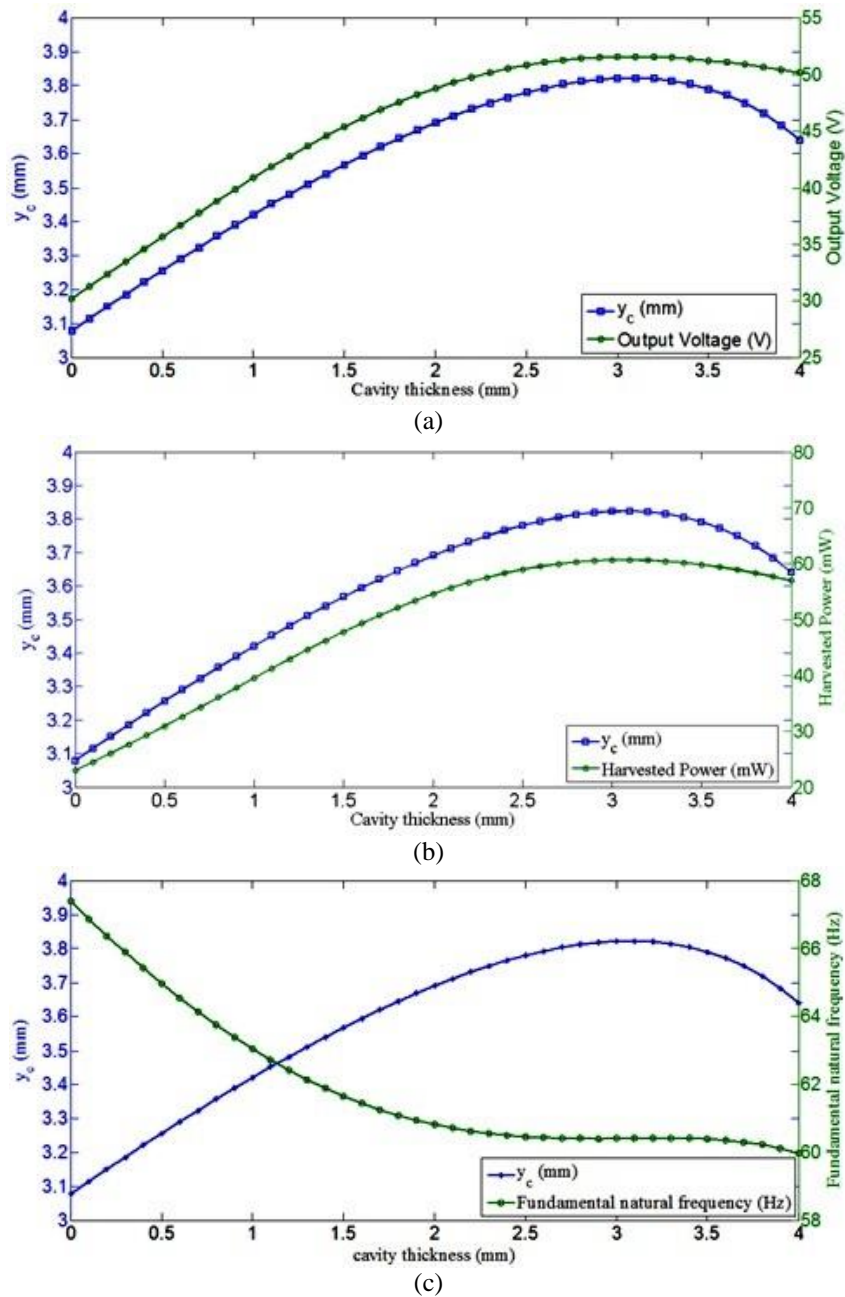 4
3.9
3.8
3.7
3.6
3.5
3.4
3.3
3.2
3.1
3
y_c (mm)
55
50
45
40
35
30
25
Output Voltage (V)
y_c (mm)
Output Voltage (V)
0 0.5 1 1.5 2 2.5 3 3.5 4
Cavity thickness (mm)
(a)
4
3.9
3.8
3.7
3.6
3.5
3.4
3.3
3.2
3.1
3
y_c (mm)
80
70
60
50
40
30
20
Harvested Power (mW)
y_c (mm)
Harvested Power (mW)
0 0.5 1 1.5 2 2.5 3 3.5 4
Cavity thickness (mm)
(b)
4
3.9
3.8
3.7
3.6
3.5
3.4
3.3
3.2
3.1
3
y_c (mm)
68
66
64
62
60
58
Fundamental natural frequency (Hz)
y_c (mm)
Fundamental natural frequency (Hz)
0 0.5 1 1.5 2 2.5 3 3.5 4
cavity thickness (mm)
(c)